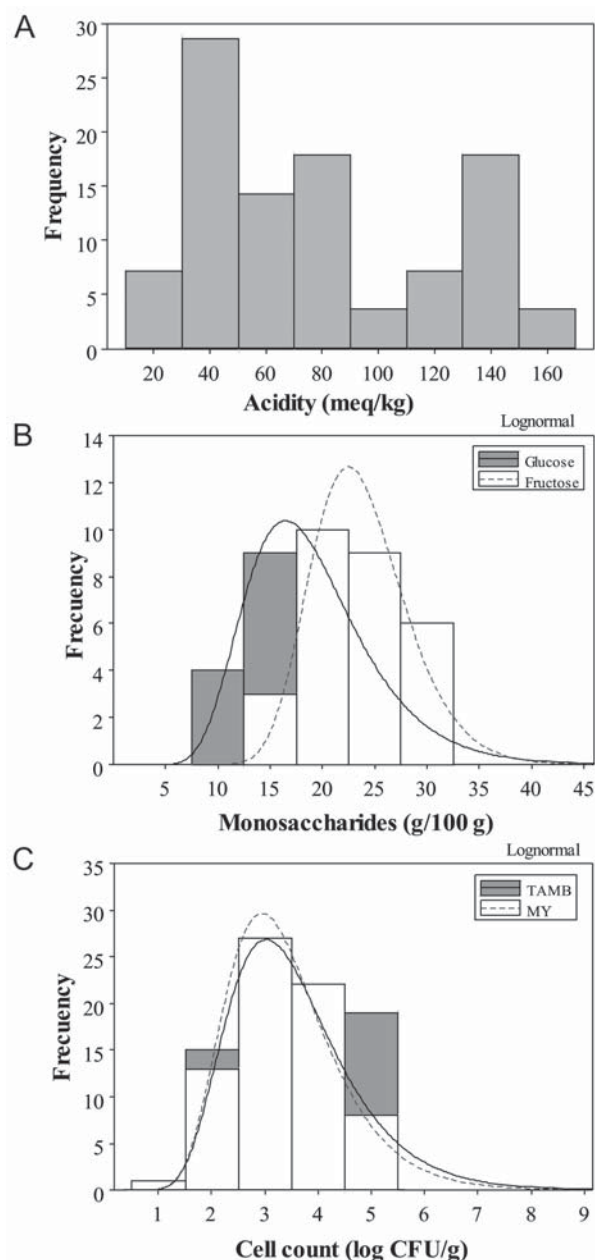 A
30
25
20
15
10
5
0
Frequency
20 40 60 80 100 120 140 160
Acidity (meq/kg)
B
Lognormal
14
12
10
8
6
4
2
0
Frecuency
Glucose
Fructose
5 10 15 20 25 30 35 40 45
Monosaccharides (g/100 g)
C
Lognormal
35
30
25
20
15
10
5
0
Frecuency
TAMB
MY
1 2 3 4 5 6 7 8 9
Cell count (log CFU/g)